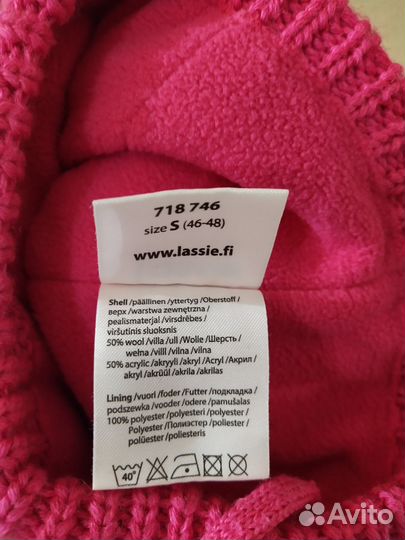 718 746
size S (46-48)
www.lassie.fi
Shell /päällinen /yttertyg /Oberstoff /
верх /warstwa zewnętrzna /
pealismaterjal /virsdrēbes /
viršutinis sluoksnis
50% wool /villa /ull /Wolle /Шерсть /
wełna /villl /vilna /vilna
50% acrylic /akryyli /akryl /Acryl /Акрил /
akryl /akrüül /akrila /akrilas
Lining /vuori /foder /Futter /подкладка /
podszewka /vooder /odere /pamušalas
100% polyester /polyesteri /polyester /
Polyester /Полиэстер /poliester /
polüester /poliesteris
40°
Avito